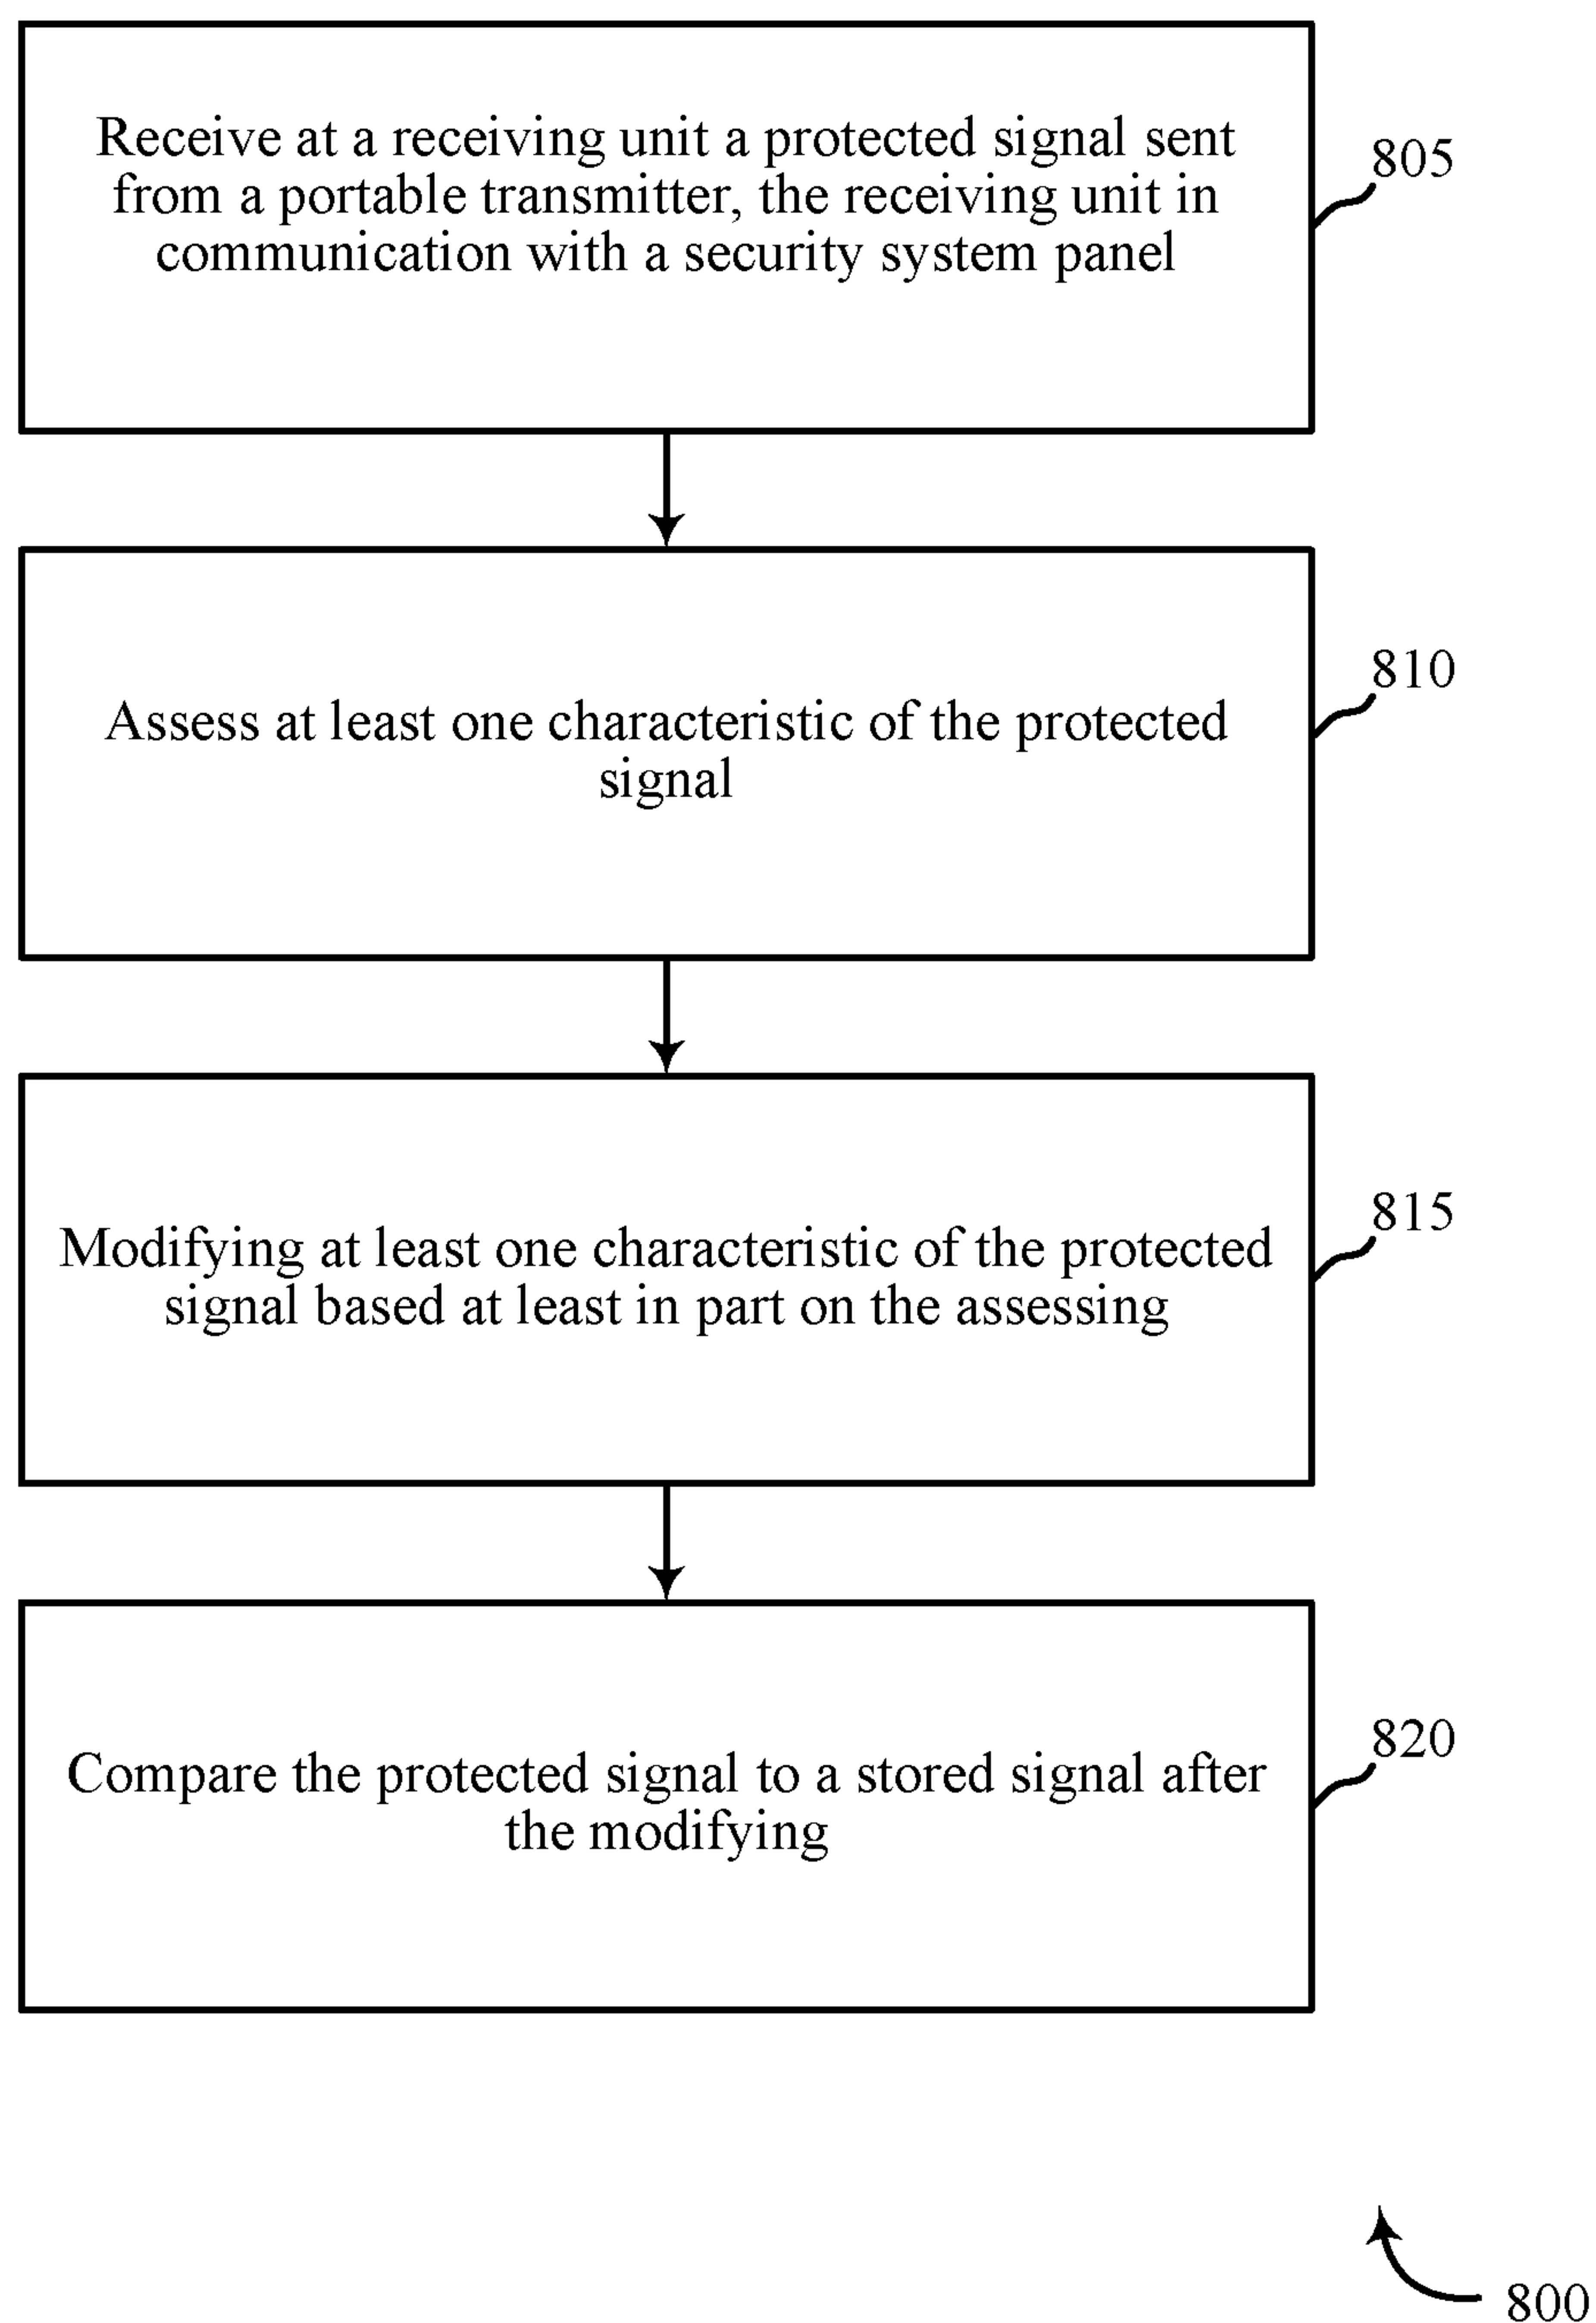 Receive at a receiving unit a protected signal sent
from a portable transmitter, the receiving unit in
communication with a security system panel
805
Assess at least one characteristic of the protected
signal
810
Modifying at least one characteristic of the protected
signal based at least in part on the assessing
815
Compare the protected signal to a stored signal after
the modifying
820
800